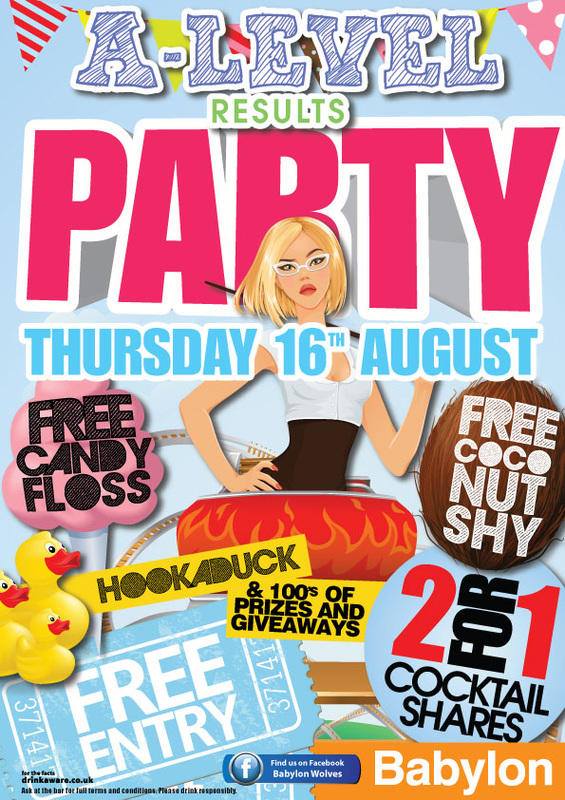 A-LEVEL
RESULTS
PARTY
THURSDAY 16TH AUGUST
FREE
CANDY
FLOSS
FREE
COCO
NUT
SHY
HOOKADUCK
& 100's OF
PRIZES AND
GIVEAWAYS
2 FOR 1
COCKTAIL
SHARES
37141
FREE
ENTRY
37141
for the facts
drinkaware.co.uk
Ask at the bar for full terms and conditions. Please drink responsibly.
f
Find us on Facebook
Babylon Wolves
Babylon